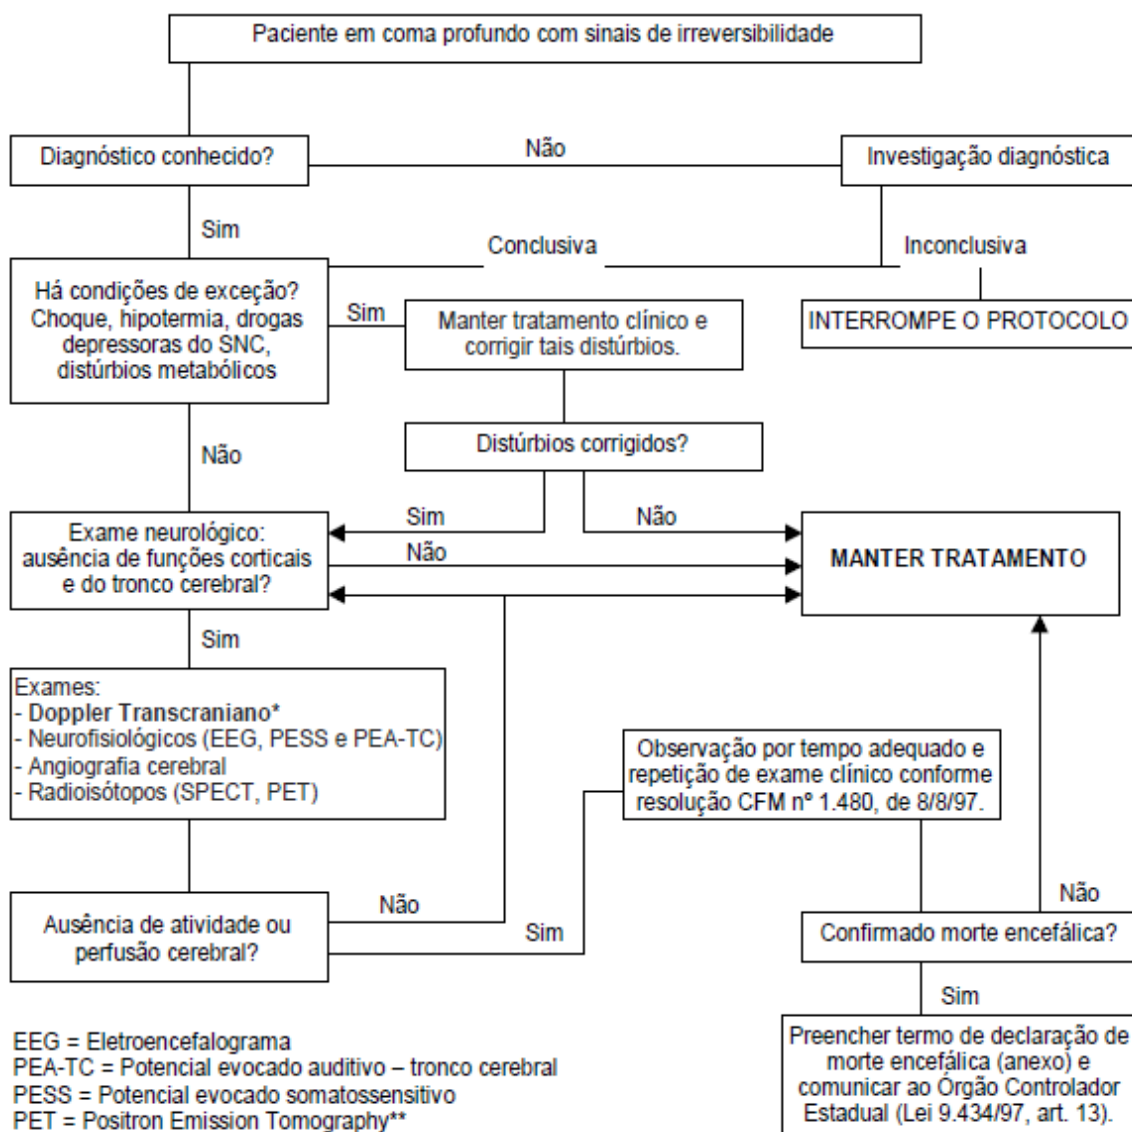 Paciente em coma profundo com sinais de irreversibilidade
Diagnóstico conhecido?
Não
Investigação diagnóstica
Sim
Conclusiva
Inconclusiva
Há condições de exceção?
Choque, hipotermia, drogas
depressoras do SNC,
distúrbios metabólicos
Sim
Manter tratamento clínico e
corrigir tais distúrbios.
INTERROMPE O PROTOCOLO
Distúrbios corrigidos?
Não
Sim
Não
Exame neurológico:
ausência de funções corticais
e do tronco cerebral?
Não
MANTER TRATAMENTO
Sim
Exames:
- Doppler Transcraniano*
- Neurofisiológicos (EEG, PESS e PEA-TC)
- Angiografia cerebral
- Radioisótopos (SPECT, PET)
Observação por tempo adequado e
repetição de exame clínico conforme
resolução CFM nº 1.480, de 8/8/97.
Ausência de atividade ou
perfusão cerebral?
Não
Sim
Não
Confirmado morte encefálica?
Sim
Preencher termo de declaração de
morte encefálica (anexo) e
comunicar ao Órgão Controlador
Estadual (Lei 9.434/97, art. 13).
EEG = Eletroencefalograma
PEA-TC = Potencial evocado auditivo – tronco cerebral
PESS = Potencial evocado somatossensitivo
PET = Positron Emission Tomography**